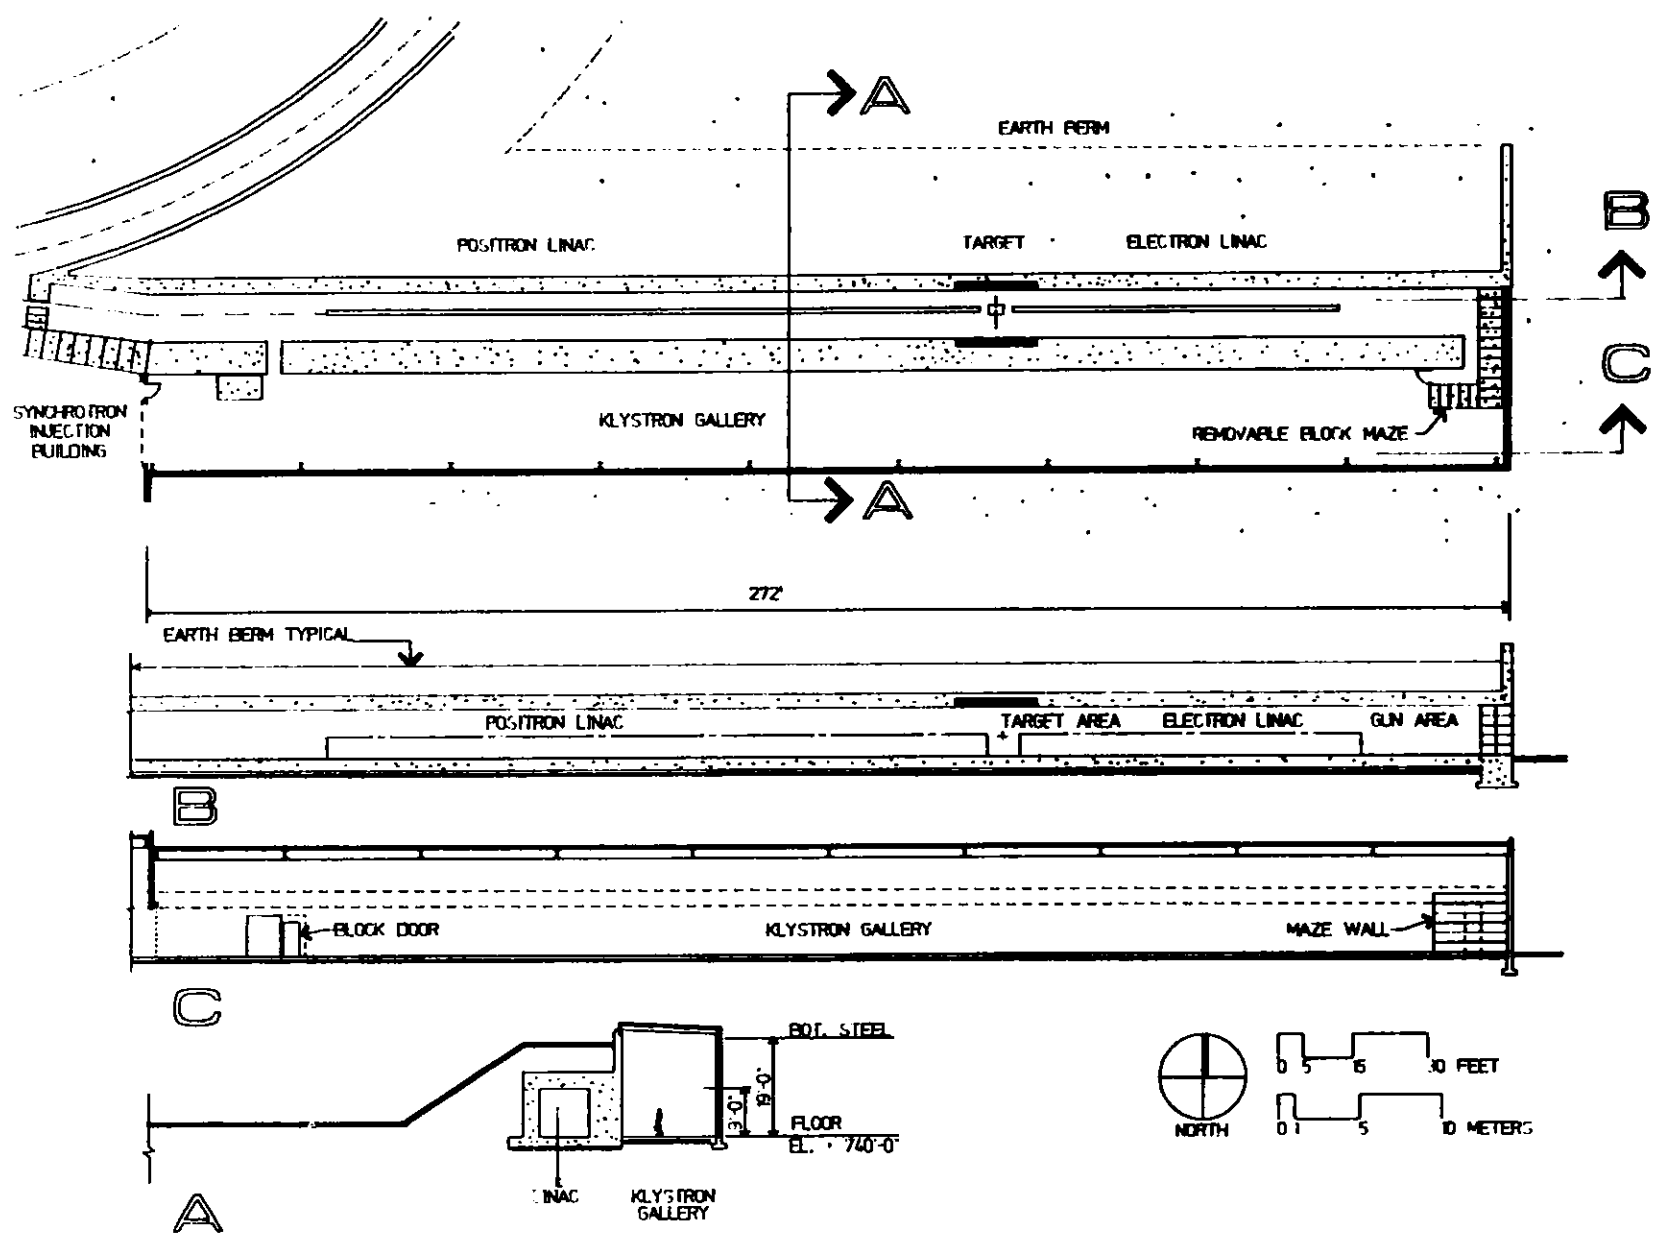 A
EARTH BERM
B
POSITRON LINAC
TARGET
ELECTRON LINAC
C
SYNCHROTRON
INJECTION
BUILDING
KLYSTRON GALLERY
REMOVABLE BLOCK MAZE
A
272'
EARTH BERM TYPICAL
POSITRON LINAC
TARGET AREA
ELECTRON LINAC
GUN AREA
B
BLOCK DOOR
KLYSTRON GALLERY
MAZE WALL
C
BOT. STEEL
19'-0"
FLOOR
EL. + 740'-0"
LINAC
KLYSTRON
GALLERY
A
NORTH
0 5 15 30 FEET
0 1 5 10 METERS